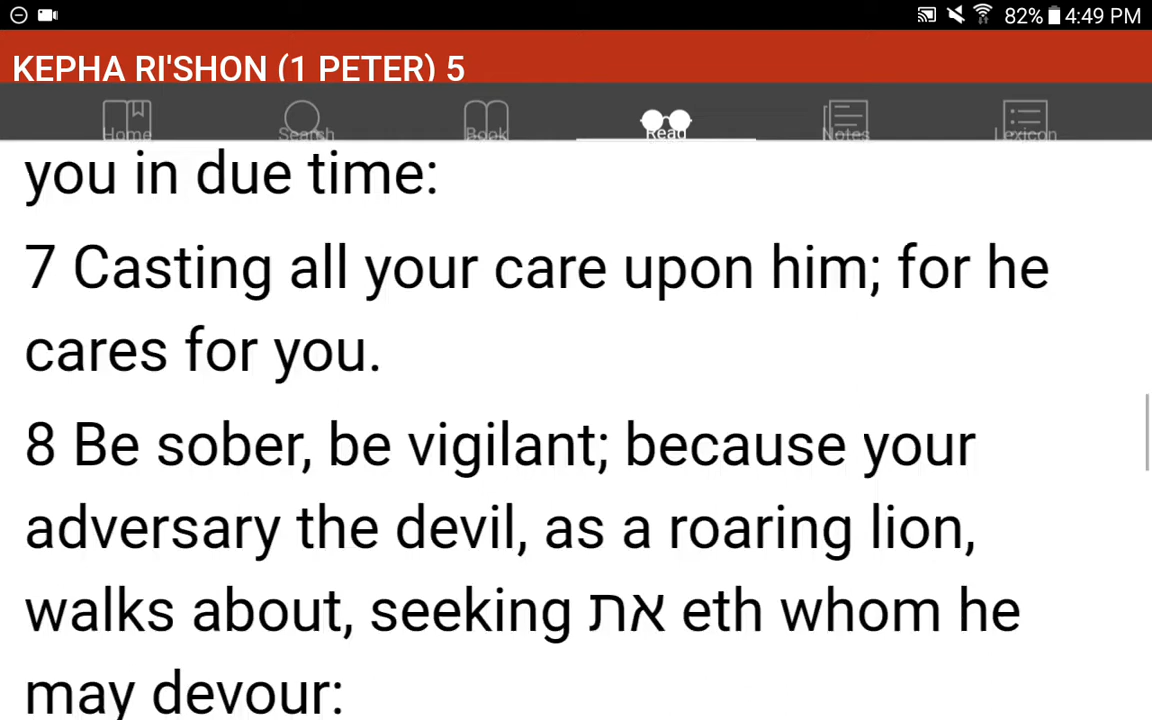 82% 4:49 PM
KEPHA RI'SHON (1 PETER) 5
Home Search Book Read Notes Lexicon
you in due time:
7 Casting all your care upon him; for he
cares for you.
8 Be sober, be vigilant; because your
adversary the devil, as a roaring lion,
walks about, seeking את eth whom he
may devour: